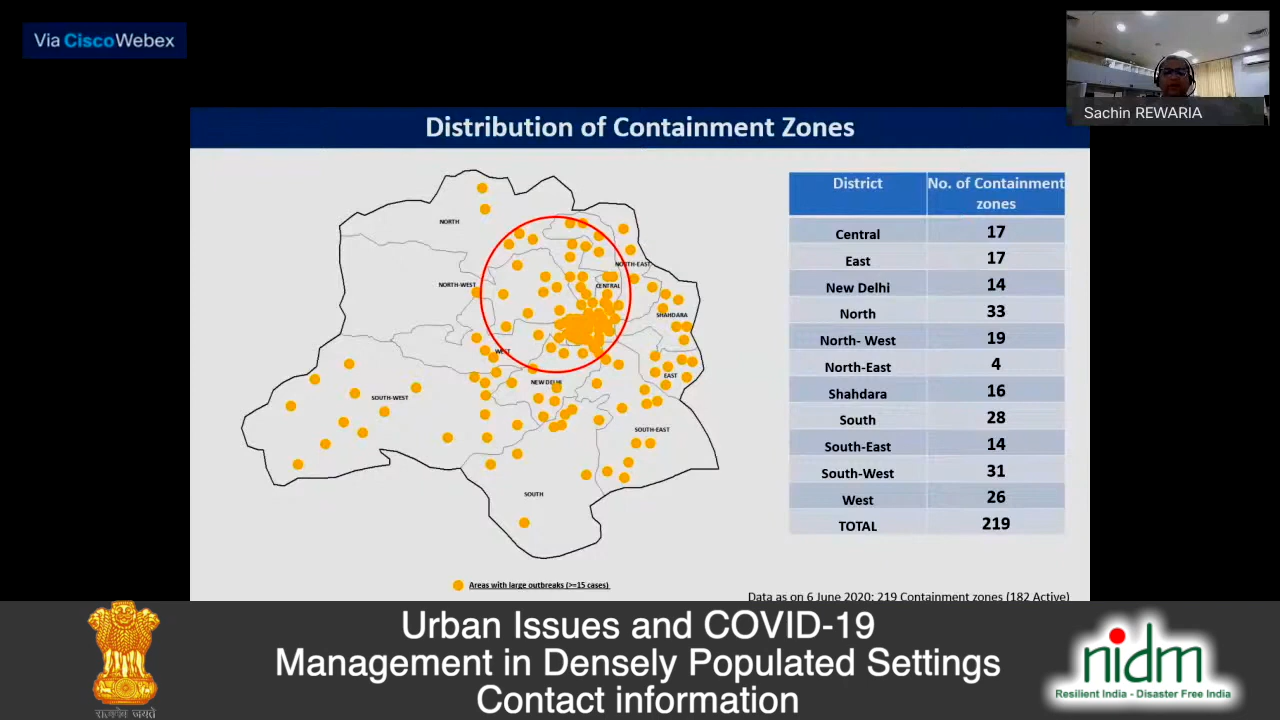 Via CiscoWebex
Sachin REWARIA
Distribution of Containment Zones
NORTH
NORTH-EAST
NORTH-WEST
CENTRAL
SHAHDARA
WEST
EAST
NEW DELHI
SOUTH-WEST
SOUTH-EAST
SOUTH
Areas with large outbreaks (>=15 cases)
District No. of Containment
zones
Central 17
East 17
New Delhi 14
North 33
North- West 19
North-East 4
Shahdara 16
South 28
South-East 14
South-West 31
West 26
TOTAL 219
Data as on 6 June 2020: 219 Containment zones (182 Active)
सत्यमेव जयते
Urban Issues and COVID-19
Management in Densely Populated Settings
Contact information
nidm
Resilient India - Disaster Free India